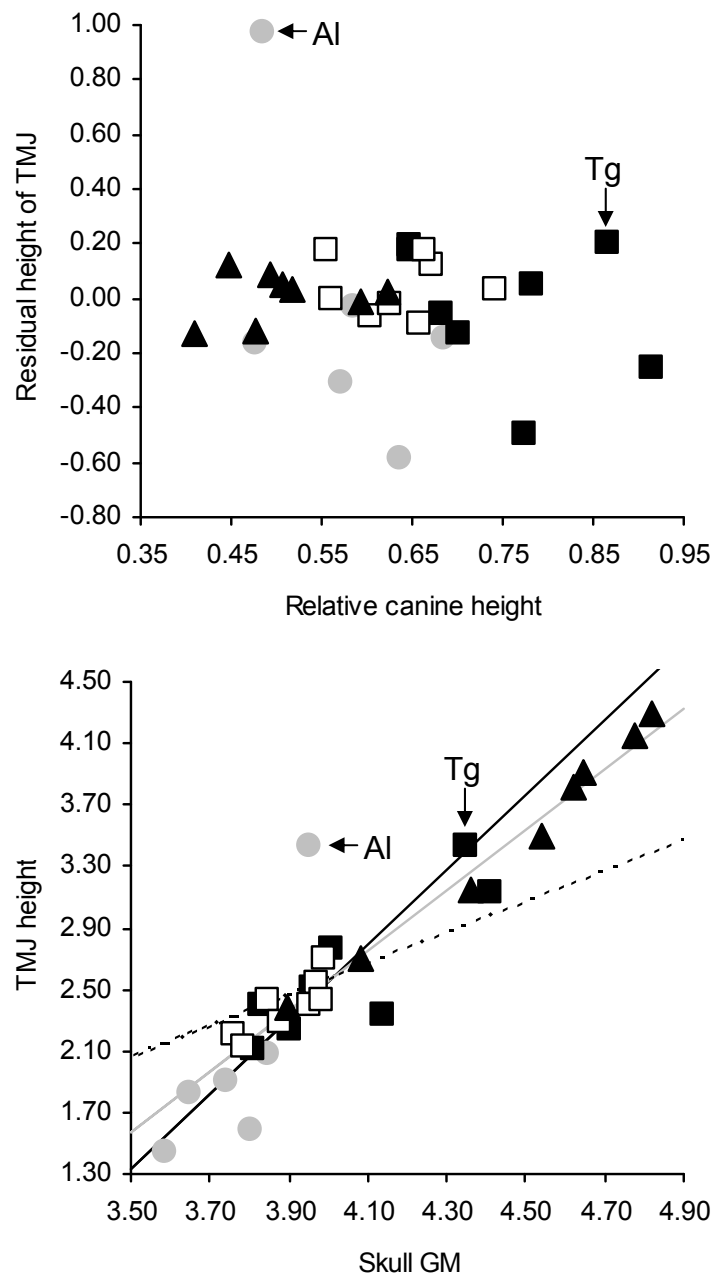 1.00
Al
0.80
0.60
Tg
0.40
0.20
0.00
-0.20
-0.40
-0.60
-0.80
Residual height of TMJ
0.35 0.45 0.55 0.65 0.75 0.85 0.95
Relative canine height
4.50
4.10
Tg
3.70
Al
3.30
2.90
2.50
2.10
1.70
1.30
TMJ height
3.50 3.70 3.90 4.10 4.30 4.50 4.70 4.90
Skull GM